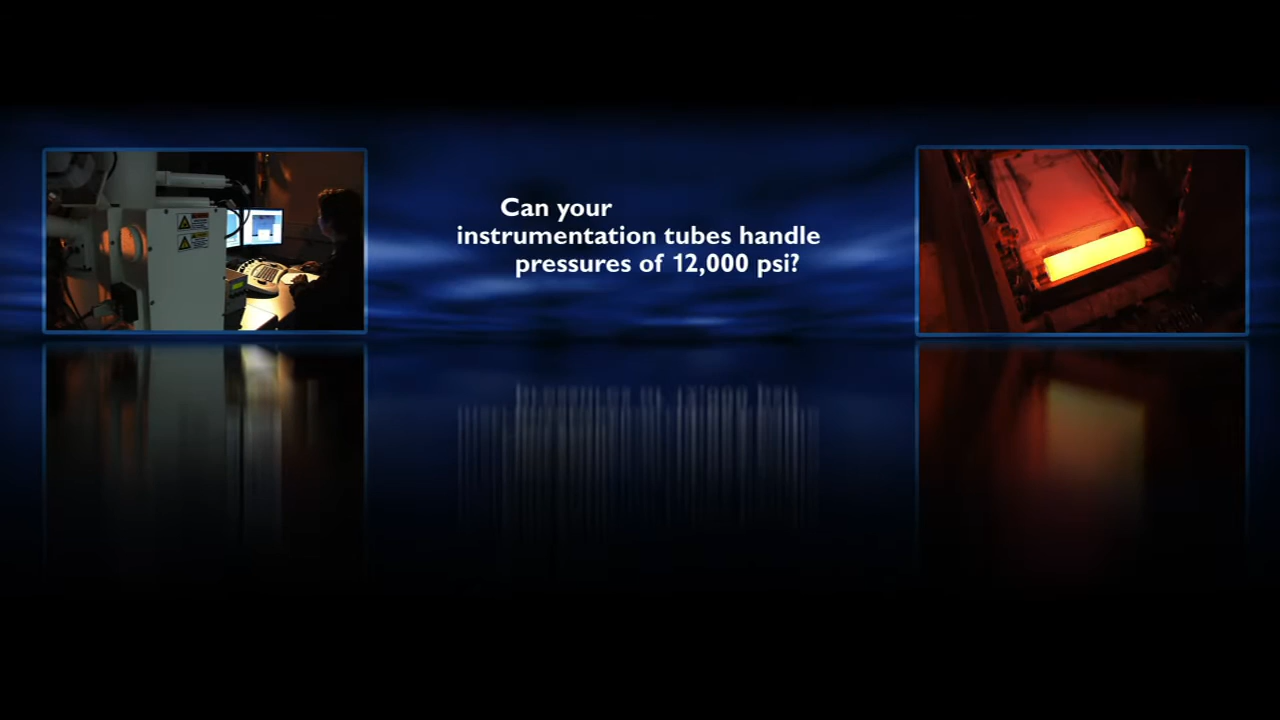 Can your
instrumentation tubes handle
pressures of 12,000 psi?